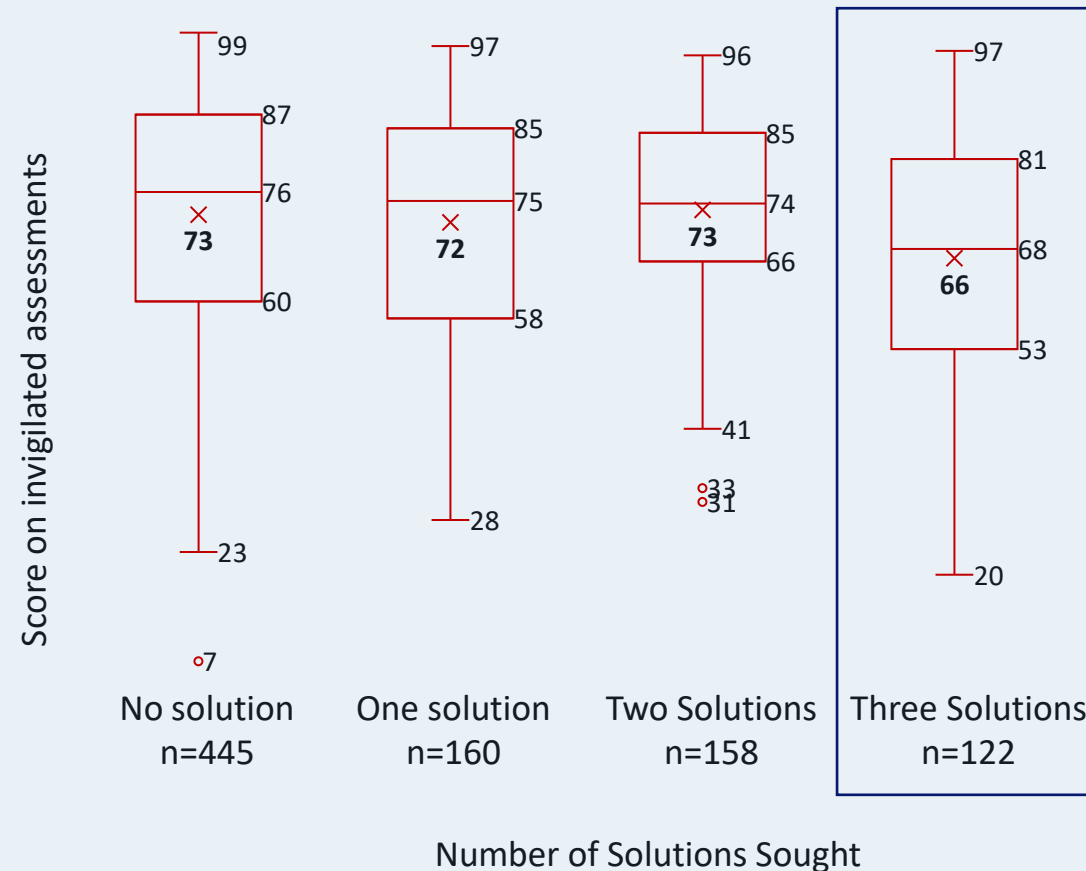 Score on invigilated assessments
99
87
76
73
60
23
7
No solution
n=445
97
85
75
72
58
28
One solution
n=160
96
85
74
73
66
41
33
31
Two Solutions
n=158
97
81
68
66
53
20
Three Solutions
n=122
Number of Solutions Sought